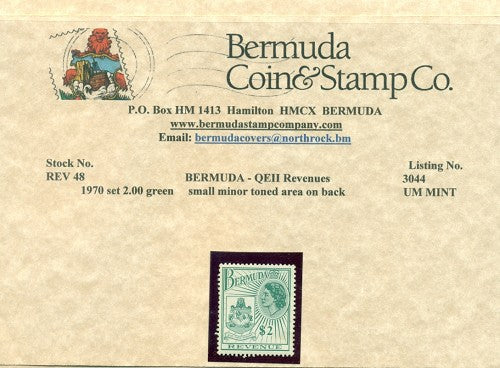 Bermuda
Coin&Stamp Co.
P.O. Box HM 1413 Hamilton HMCX BERMUDA
www.bermudastampcompany.com
Email: bermudacovers@northrock.bm
Stock No. Listing No.
REV 48 BERMUDA - QEII Revenues 3044
1970 set 2.00 green small minor toned area on back UM MINT
BERMUDA
$2
REVENUE